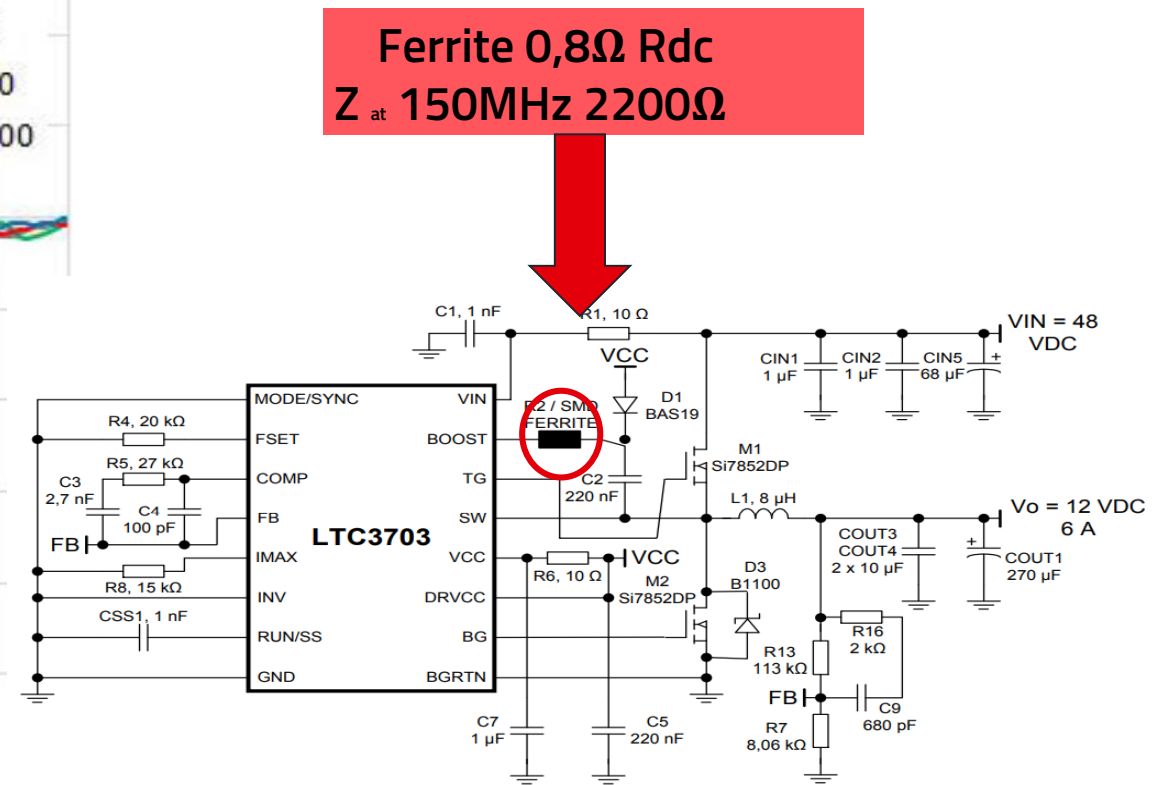 Ferrite 0,8Ω Rdc
Z at 150MHz 2200Ω
0
00
C1, 1 nF
R1, 10 Ω
VIN = 48
VDC
VCC
CIN1
1 µF
CIN2
1 µF
CIN5
68 µF
+
D1
BAS19
R2 / SMD
FERRITE
MODE/SYNC
VIN
R4, 20 kΩ
FSET
BOOST
M1
Si7852DP
R5, 27 kΩ
COMP
TG
C3
2,7 nF
C4
100 pF
C2
220 nF
L1, 8 µH
FB
SW
Vo = 12 VDC
6 A
FB
LTC3703
COUT3
COUT4
2 x 10 µF
+
COUT1
270 µF
IMAX
VCC
R6, 10 Ω
VCC
R8, 15 kΩ
M2
Si7852DP
D3
B1100
INV
DRVCC
CSS1, 1 nF
RUN/SS
BG
R16
2 kΩ
R13
113 kΩ
GND
BGRTN
FB
C9
680 pF
C7
1 µF
C5
220 nF
R7
8,06 kΩ